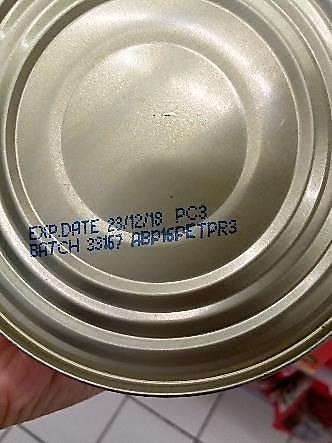 EXP.DATE 23/12/18 PC3
BATCH 33167 ABP16PETPR3